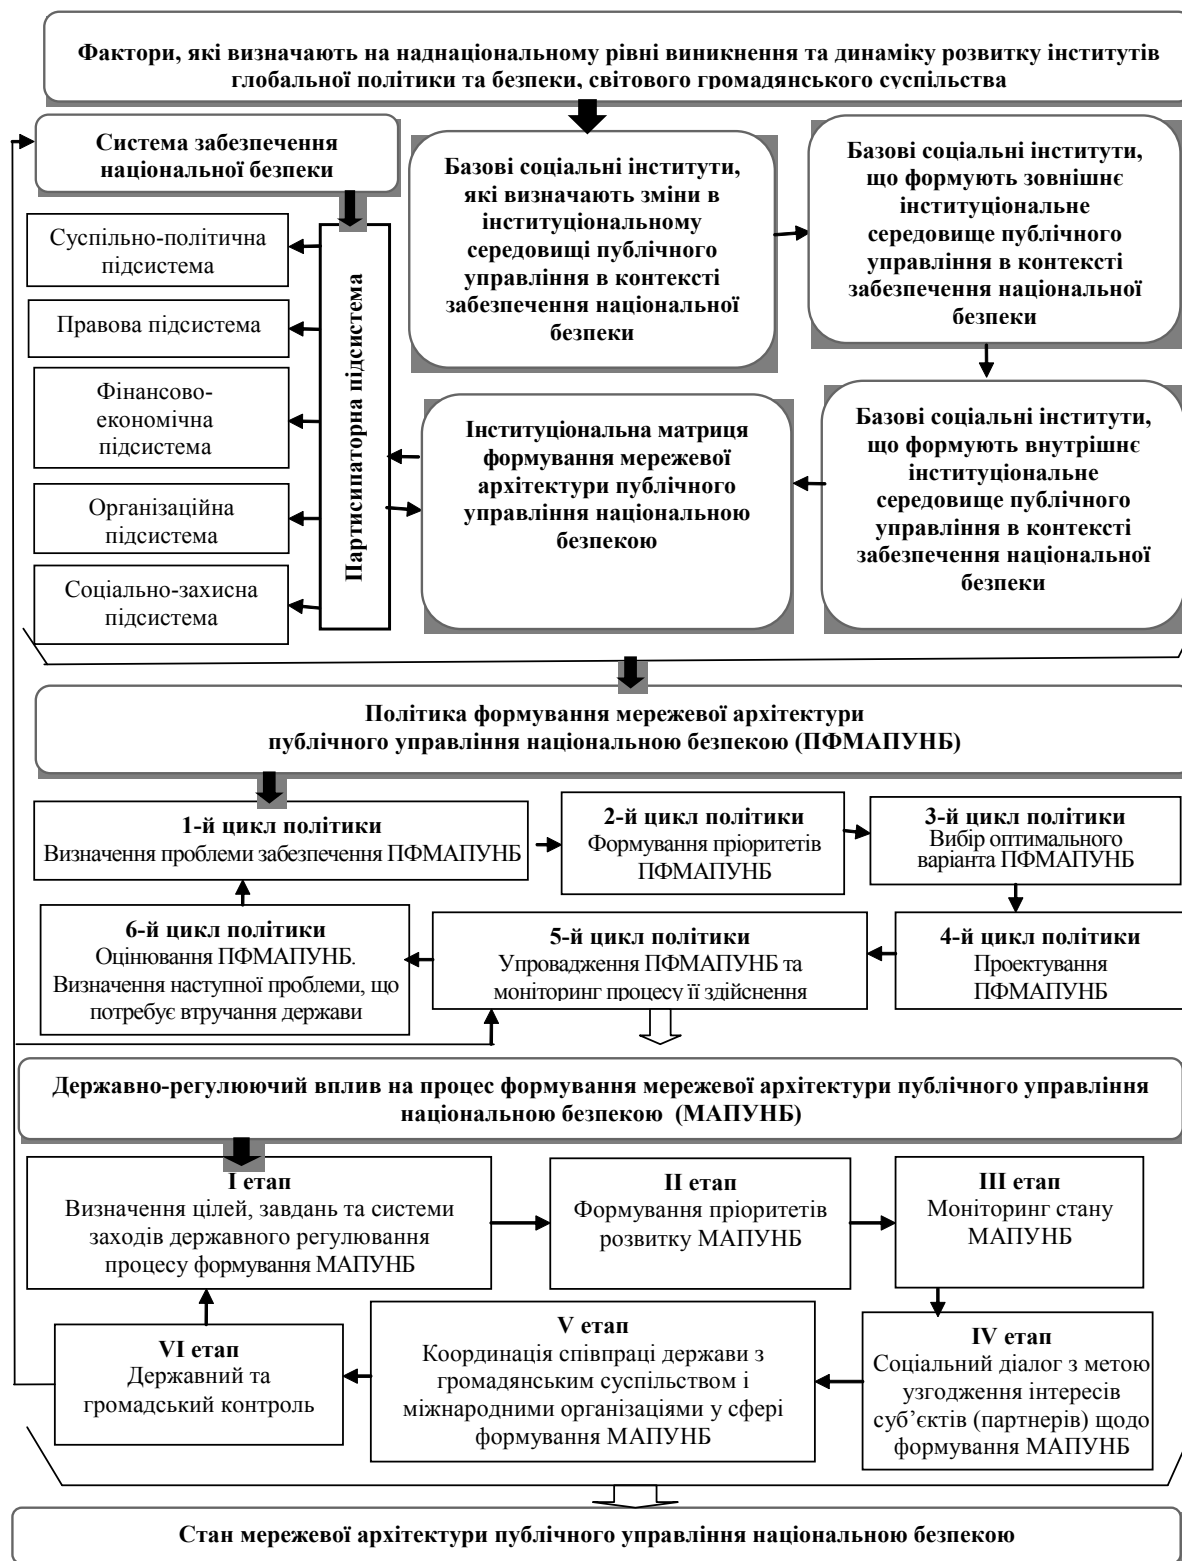 Фактори, які визначають на наднаціональному рівні виникнення та динаміку розвитку інститутів
глобальної політики та безпеки, світового громадянського суспільства
Система забезпечення
національної безпеки
Суспільно-політична
підсистема
Правова підсистема
Фінансово-
економічна
підсистема
Організаційна
підсистема
Соціально-захисна
підсистема
Партисипаторна підсистема
Базові соціальні інститути,
які визначають зміни в
інституціональному
середовищі публічного
управління в контексті
забезпечення національної
безпеки
Базові соціальні інститути,
що формують зовнішнє
інституціональне
середовище публічного
управління в контексті
забезпечення національної
безпеки
Інституціональна матриця
формування мережевої
архітектури публічного
управління національною
безпекою
Базові соціальні інститути,
що формують внутрішнє
інституціональне
середовище публічного
управління в контексті
забезпечення національної
безпеки
Політика формування мережевої архітектури
публічного управління національною безпекою (ПФМАПУНБ)
1-й цикл політики
Визначення проблеми забезпечення ПФМАПУНБ
2-й цикл політики
Формування пріоритетів
ПФМАПУНБ
3-й цикл політики
Вибір оптимального
варіанта ПФМАПУНБ
6-й цикл політики
Оцінювання ПФМАПУНБ.
Визначення наступної проблеми, що
потребує втручання держави
5-й цикл політики
Упровадження ПФМАПУНБ та
моніторинг процесу її здійснення
4-й цикл політики
Проектування
ПФМАПУНБ
Державно-регулюючий вплив на процес формування мережевої архітектури публічного управління
національною безпекою (МАПУНБ)
І етап
Визначення цілей, завдань та системи
заходів державного регулювання
процесу формування МАПУНБ
ІІ етап
Формування пріоритетів
розвитку МАПУНБ
ІІІ етап
Моніторинг стану
МАПУНБ
VІ етап
Державний та
громадський контроль
V етап
Координація співпраці держави з
громадянським суспільством і
міжнародними організаціями у сфері
формування МАПУНБ
ІV етап
Соціальний діалог з метою
узгодження інтересів
суб’єктів (партнерів) щодо
формування МАПУНБ
Стан мережевої архітектури публічного управління національною безпекою